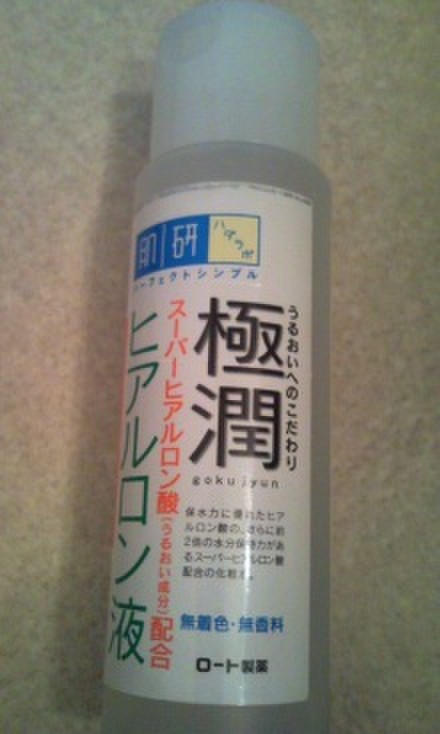 肌研
ハダラボ
パーフェクトシンプル
うるおいへのこだわり
極潤
gokujyun
スーパーヒアルロン酸(うるおい成分)配合
ヒアルロン液
保水力に優れたヒア
ルロン酸の、さらに約
2倍の水分保持力があ
るスーパーヒアルロン酸
配合の化粧水。
無着色・無香料
ロート製薬